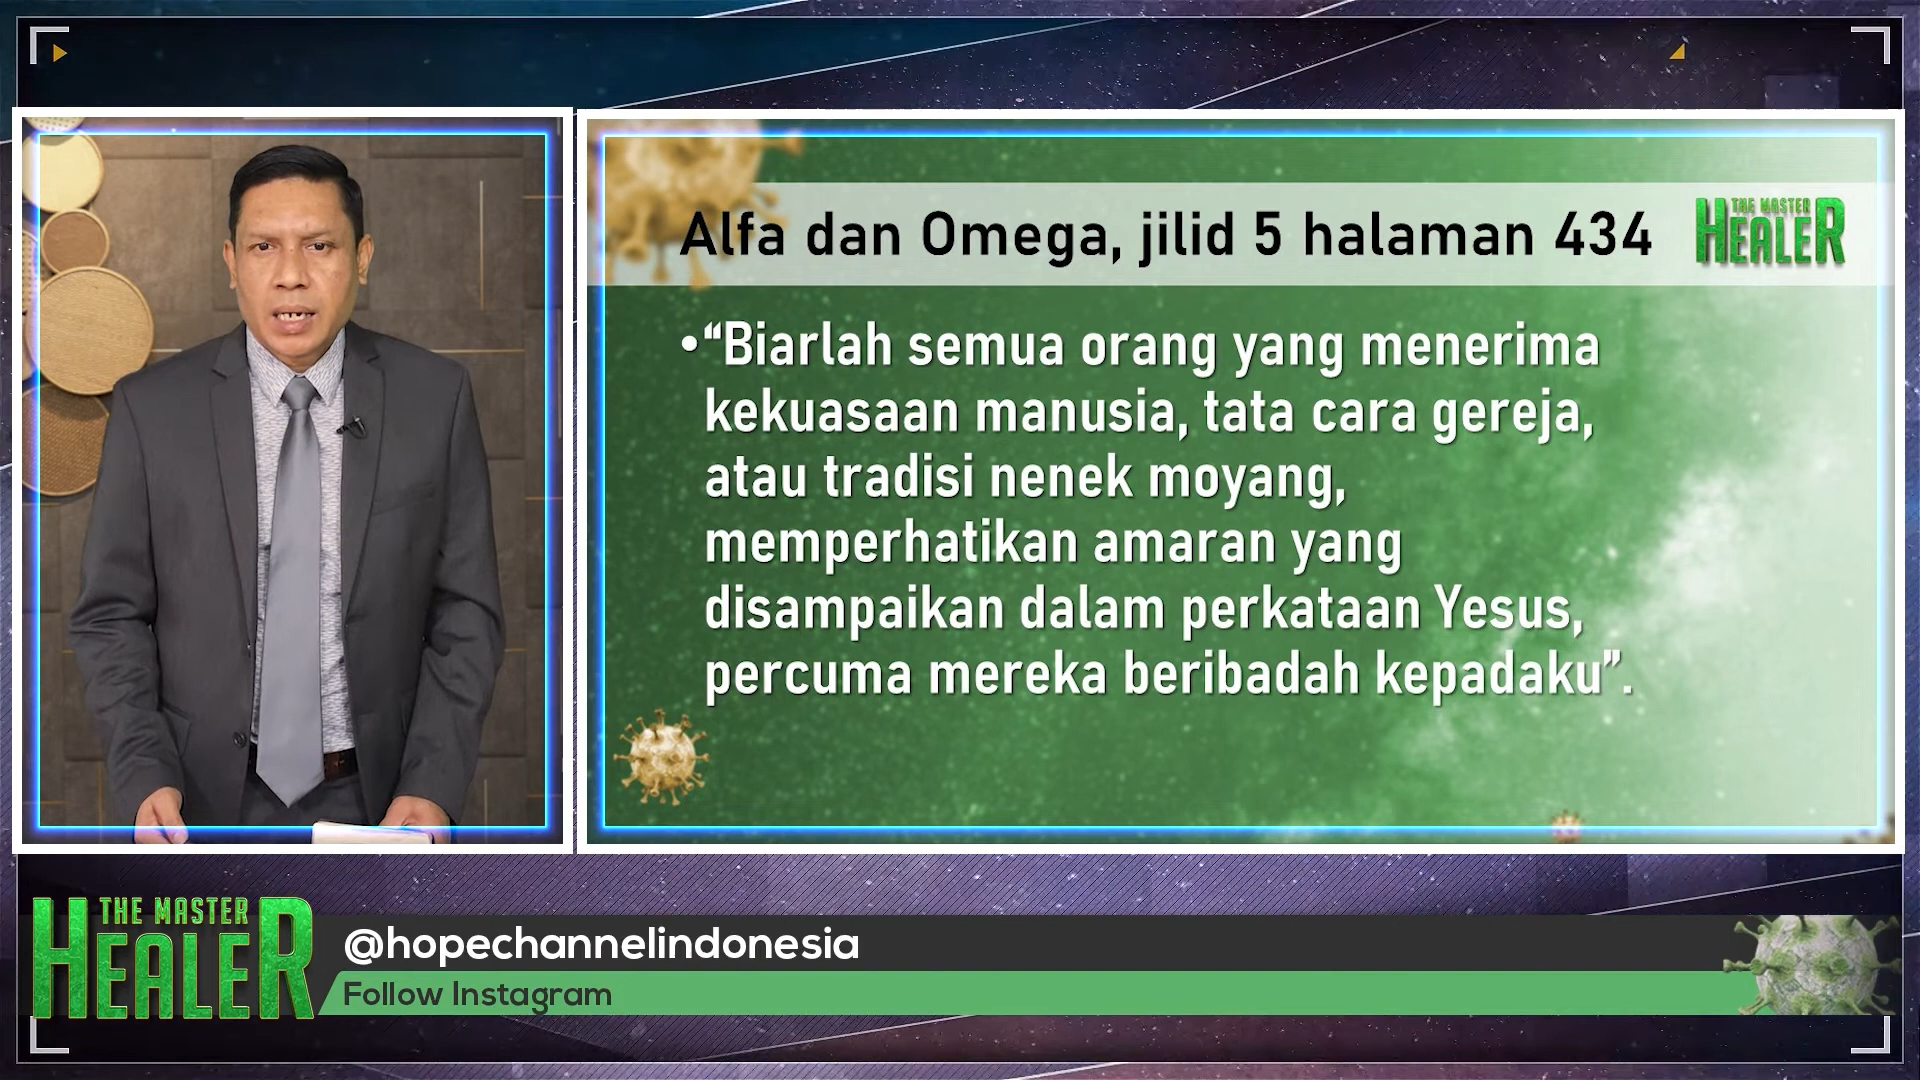 Alfa dan Omega, jilid 5 halaman 434
THE MASTER
HEALER
•“Biarlah semua orang yang menerima
kekuasaan manusia, tata cara gereja,
atau tradisi nenek moyang,
memperhatikan amaran yang
disampaikan dalam perkataan Yesus,
percuma mereka beribadah kepadaku”.
THE MASTER
HEALER
@hopechannelindonesia
Follow Instagram